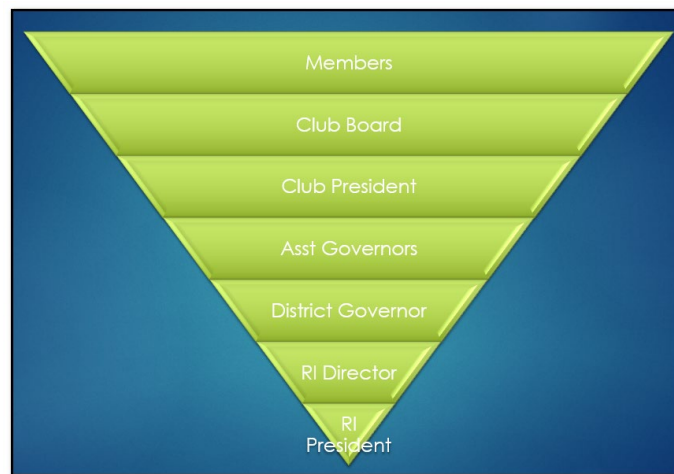 Members
Club Board
Club President
Asst Governors
District Governor
RI Director
RI
President